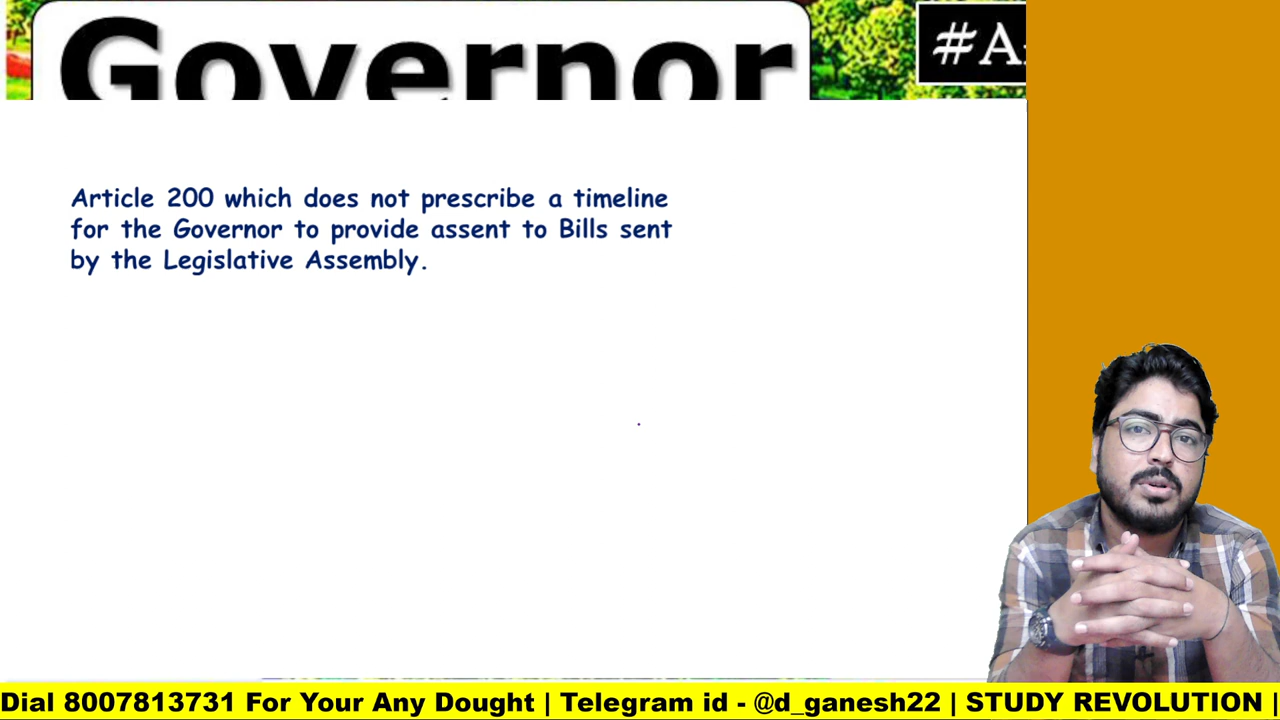 Governor
#A
Article 200 which does not prescribe a timeline
for the Governor to provide assent to Bills sent
by the Legislative Assembly.
Dial 8007813731 For Your Any Dought | Telegram id - @d_ganesh22 | STUDY REVOLUTION |